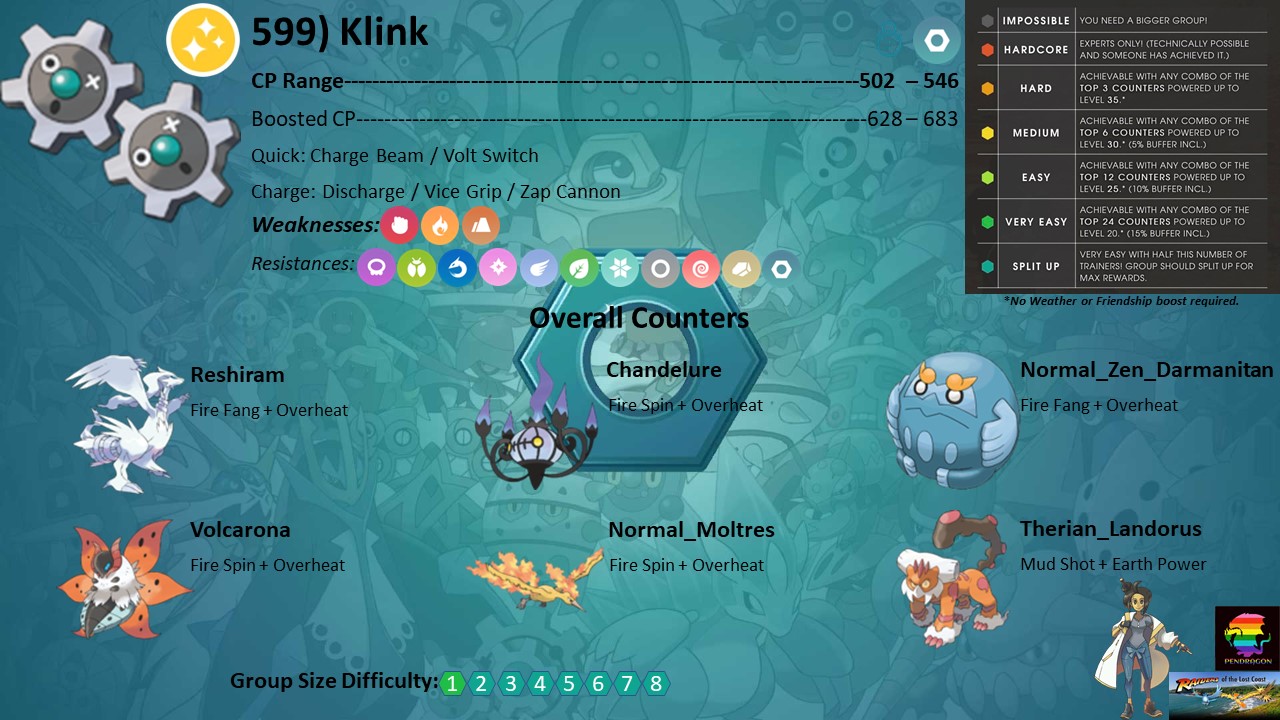 599) Klink
CP Range---------------------------------------------------------------------------502 – 546
Boosted CP--------------------------------------------------------------------------628 – 683
Quick: Charge Beam / Volt Switch
Charge: Discharge / Vice Grip / Zap Cannon
Weaknesses:
Resistances:
IMPOSSIBLE YOU NEED A BIGGER GROUP!
HARDCORE EXPERTS ONLY! (TECHNICALLY POSSIBLE
AND SOMEONE HAS ACHIEVED IT.)
HARD ACHIEVABLE WITH ANY COMBO OF THE
TOP 3 COUNTERS POWERED UP TO
LEVEL 35.*
MEDIUM ACHIEVABLE WITH ANY COMBO OF THE
TOP 6 COUNTERS POWERED UP TO
LEVEL 30.* (5% BUFFER INCL.)
EASY ACHIEVABLE WITH ANY COMBO OF THE
TOP 12 COUNTERS POWERED UP TO
LEVEL 25.* (10% BUFFER INCL.)
VERY EASY ACHIEVABLE WITH ANY COMBO OF THE
TOP 24 COUNTERS POWERED UP TO
LEVEL 20.* (15% BUFFER INCL.)
SPLIT UP VERY EASY WITH HALF THIS NUMBER OF
TRAINERS! GROUP SHOULD SPLIT UP FOR
MAX REWARDS.
*No Weather or Friendship boost required.
Overall Counters
Reshiram
Fire Fang + Overheat
Chandelure
Fire Spin + Overheat
Normal_Zen_Darmanitan
Fire Fang + Overheat
Volcarona
Fire Spin + Overheat
Normal_Moltres
Fire Spin + Overheat
Therian_Landorus
Mud Shot + Earth Power
Group Size Difficulty: 1 2 3 4 5 6 7 8
PENDRAGON
RAIDERS of the Lost Coast